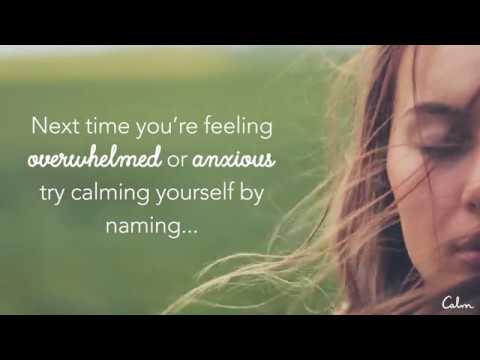 Next time you're feeling
overwhelmed or anxious
try calming yourself by
naming...
Calm